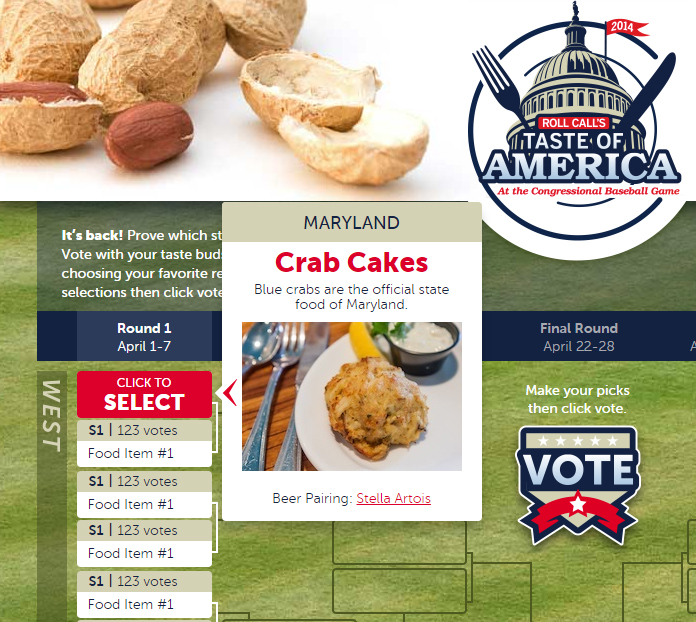 2014
ROLL CALL'S
TASTE OF
AMERICA
At the Congressional Baseball Game
It's back! Prove which st
Vote with your taste bud
choosing your favorite re
selections then click vote
MARYLAND
Crab Cakes
Blue crabs are the official state
food of Maryland.
Beer Pairing: Stella Artois
Round 1
April 1-7
Final Round
April 22-28
A
WEST
CLICK TO
SELECT
S1 | 123 votes
Food Item #1
S1 | 123 votes
Food Item #1
S1 | 123 votes
Food Item #1
S1 | 123 votes
Food Item #1
Make your picks
then click vote.
VOTE